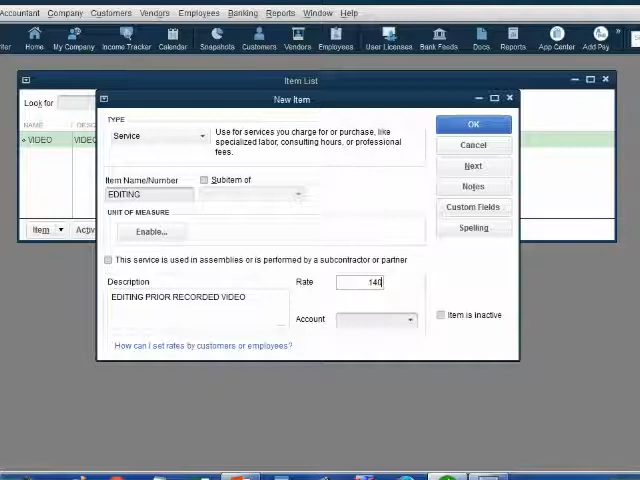 Accountant Company Customers Vendors Employees Banking Reports Window Help
Home My Company Income Tracker Calendar Snapshots Customers Vendors Employees User Licenses Bank Feeds Docs Reports App Center Add Pay »
Item List
Look for
New Item
NAME
TYPE
VIDEO
Service
Use for services you charge for or purchase, like
specialized labor, consulting hours, or professional
fees.
OK
Cancel
Next
Notes
Custom Fields
Spelling
Item Name/Number
Subitem of
EDITING
UNIT OF MEASURE
Enable...
Item
This service is used in assemblies or is performed by a subcontractor or partner
Description
Rate
140
EDITING PRIOR RECORDED VIDEO
Account
Item is inactive
How can I set rates by customers or employees?